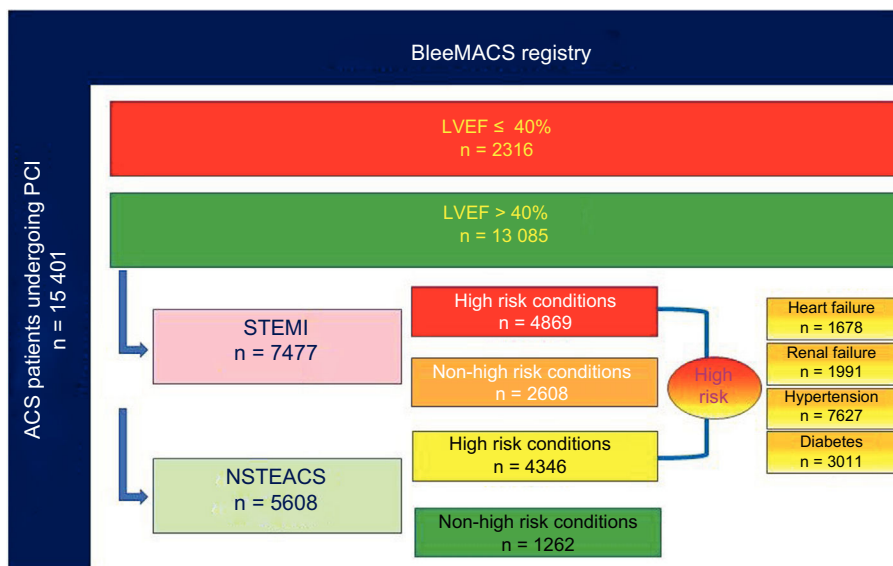 BleeMACS registry
ACS patients undergoing PCI
n = 15 401
LVEF ≤ 40%
n = 2316
LVEF > 40%
n = 13 085
STEMI
n = 7477
High risk conditions
n = 4869
Non-high risk conditions
n = 2608
NSTEACS
n = 5608
High risk conditions
n = 4346
Non-high risk conditions
n = 1262
High
risk
Heart failure
n = 1678
Renal failure
n = 1991
Hypertension
n = 7627
Diabetes
n = 3011